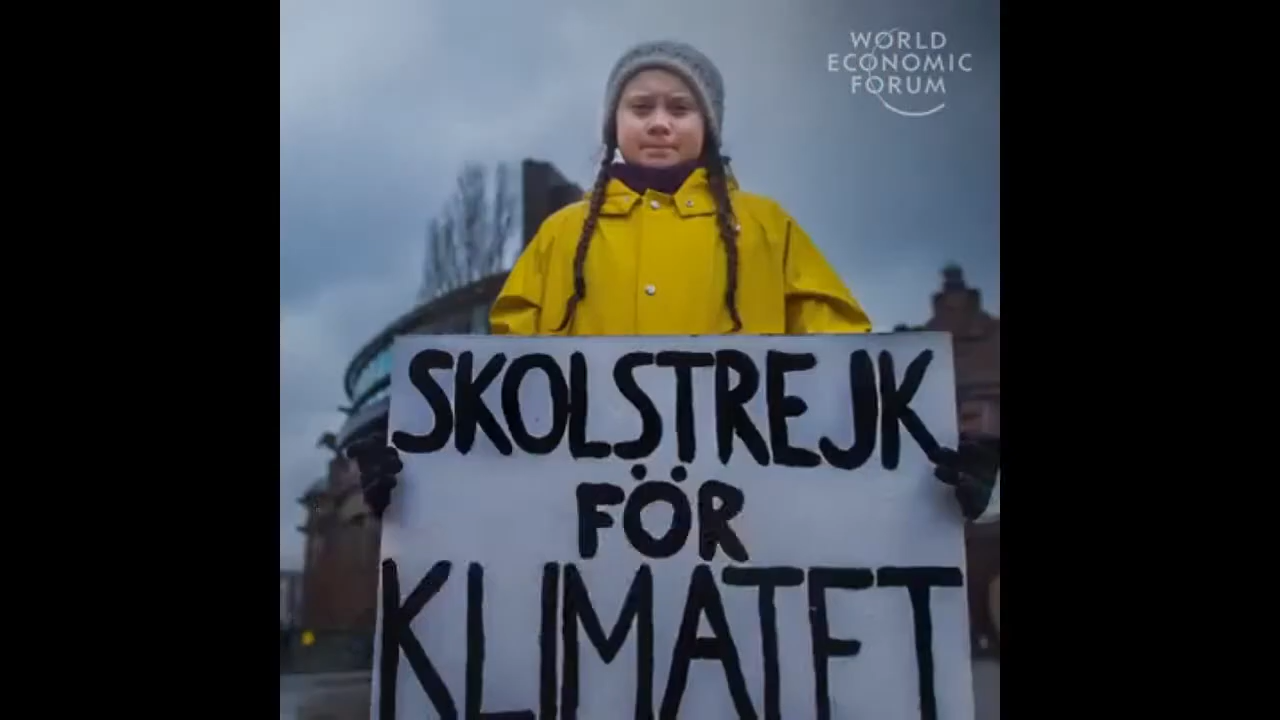 WORLD
ECONOMIC
FORUM
SKOLSTREJK
FÖR
KLIMATET